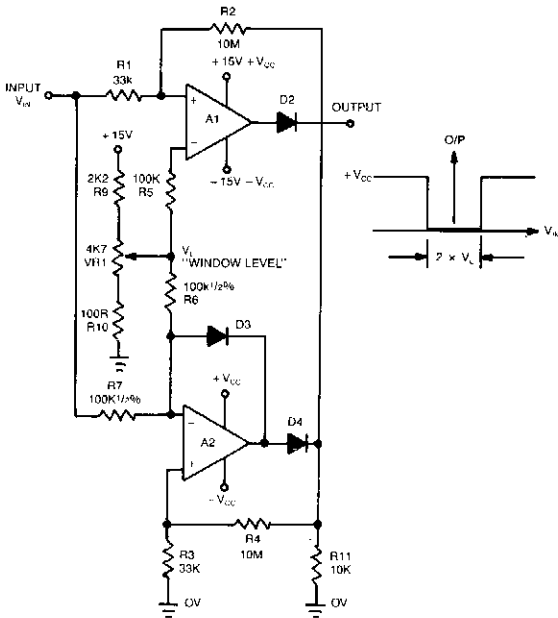 R2
10M
R1
33k
INPUT
VIN
+ 15V + VCC
D2
OUTPUT
+
A1
−
− 15V − VCC
O/P
+ VCC
VIN
2 × VL
+ 15V
2K2
R9
100K
R5
4K7
VR1
VL
"WINDOW LEVEL"
100k½%
R6
100R
R10
D3
R7
100K½%
+ VCC
−
A2
+
D4
− VCC
R4
10M
R3
33K
R11
10K
OV
OV